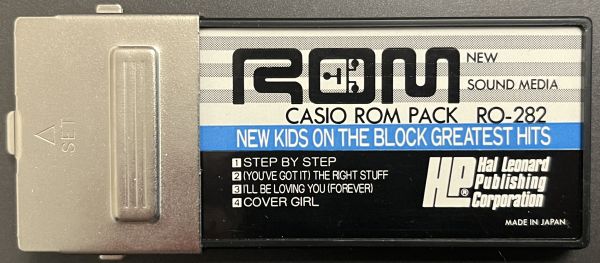 SET
ROM
NEW
SOUND MEDIA
CASIO ROM PACK RO-282
NEW KIDS ON THE BLOCK GREATEST HITS
1 STEP BY STEP
2 (YOU'VE GOT IT) THE RIGHT STUFF
3 I'LL BE LOVING YOU (FOREVER)
4 COVER GIRL
HLP®
Hal Leonard
Publishing
Corporation
MADE IN JAPAN